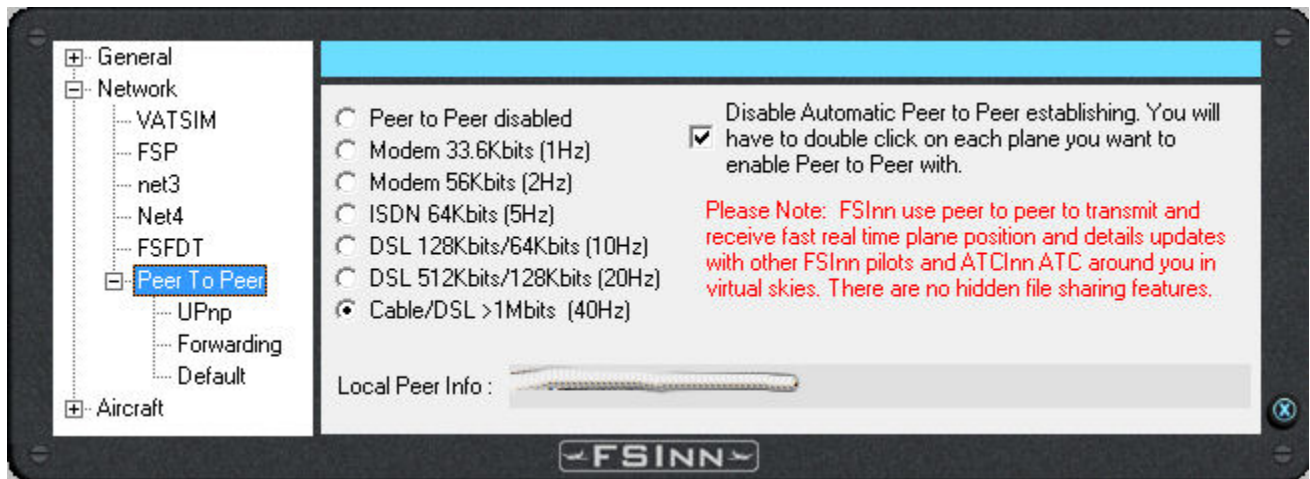 General
Network
VATSIM
FSP
net3
Net4
FSFDT
Peer To Peer
UPnp
Forwarding
Default
Aircraft
Peer to Peer disabled
Modem 33.6Kbits (1Hz)
Modem 56Kbits (2Hz)
ISDN 64Kbits (5Hz)
DSL 128Kbits/64Kbits (10Hz)
DSL 512Kbits/128Kbits (20Hz)
Cable/DSL >1Mbits (40Hz)
Disable Automatic Peer to Peer establishing. You will
have to double click on each plane you want to
enable Peer to Peer with.
Please Note: FSInn use peer to peer to transmit and
receive fast real time plane position and details updates
with other FSInn pilots and ATCInn ATC around you in
virtual skies. There are no hidden file sharing features.
Local Peer Info :
FSINN